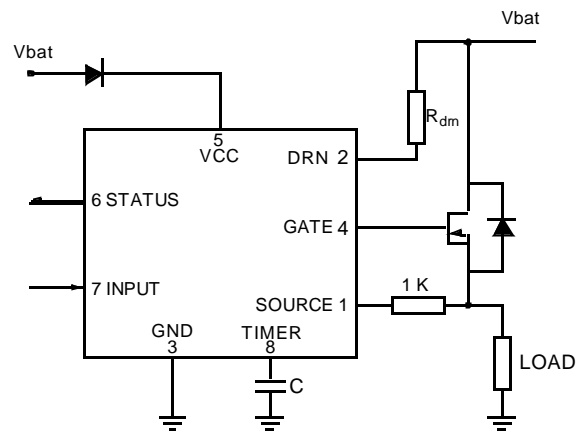 Vbat
Vbat
Rdrn
5
VCC
DRN 2
6 STATUS
GATE 4
7 INPUT
1 K
SOURCE 1
GND
3
TIMER
8
C
LOAD